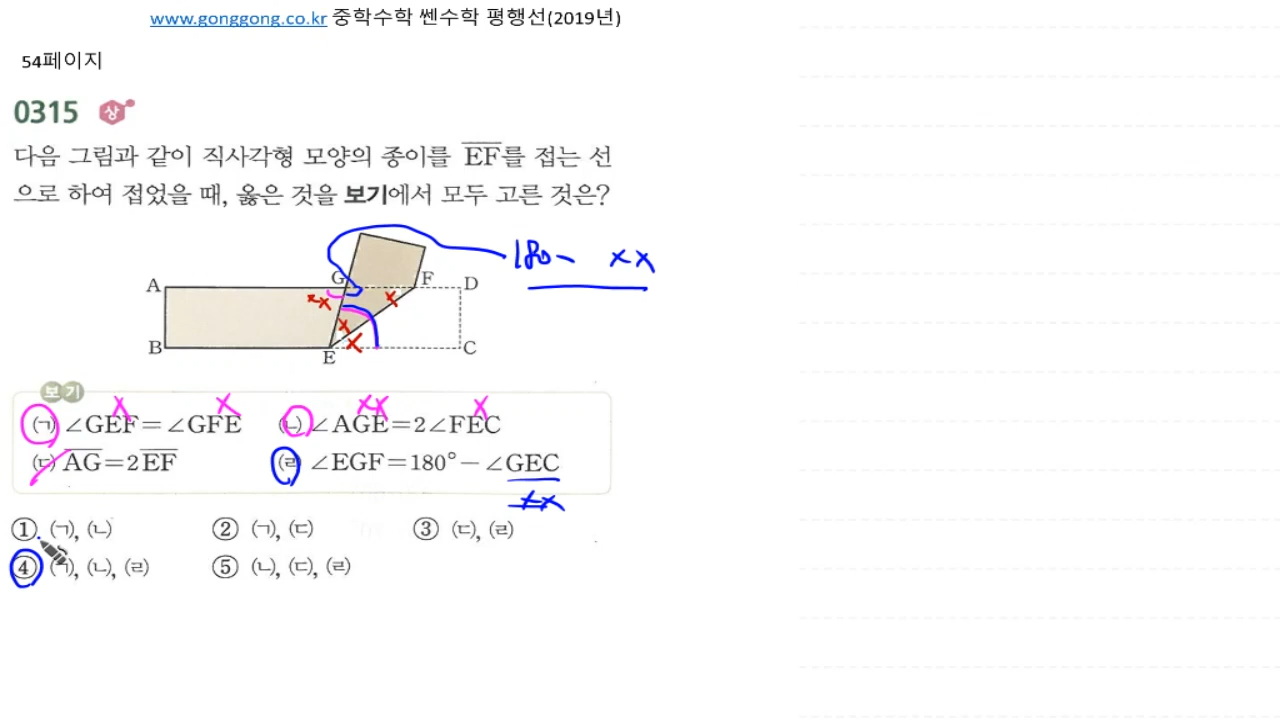 www.gonggong.co.kr 중학수학 쎈수학 평행선(2019년)
54페이지
0315 상
다음 그림과 같이 직사각형 모양의 종이를 EF를 접는 선
으로 하여 접었을 때, 옳은 것을 보기에서 모두 고른 것은?
180- xx
G F
A D
x x
x
x
B C
E
보기
x x xx x
(ㄱ) ∠GEF=∠GFE (ㄴ) ∠AGE=2∠FEC
(ㄷ) AG=2EF (ㄹ) ∠EGF=180°-∠GEC
xx
① (ㄱ), (ㄴ) ② (ㄱ), (ㄷ) ③ (ㄷ), (ㄹ)
④ (ㄱ), (ㄴ), (ㄹ) ⑤ (ㄴ), (ㄷ), (ㄹ)